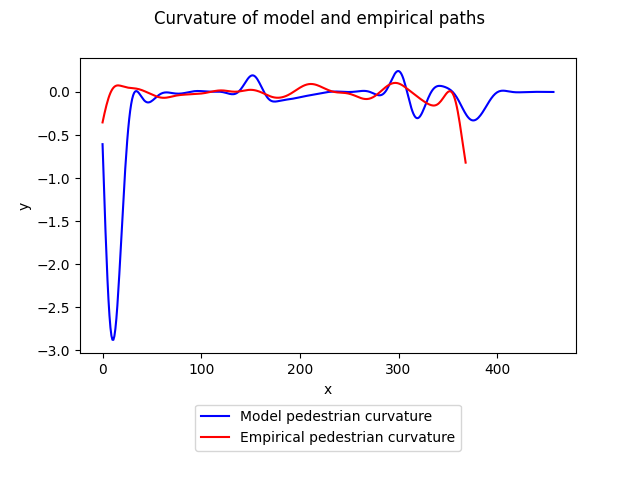 Curvature of model and empirical paths
0.0
−0.5
−1.0
−1.5
−2.0
−2.5
−3.0
y
0 100 200 300 400
x
Model pedestrian curvature
Empirical pedestrian curvature